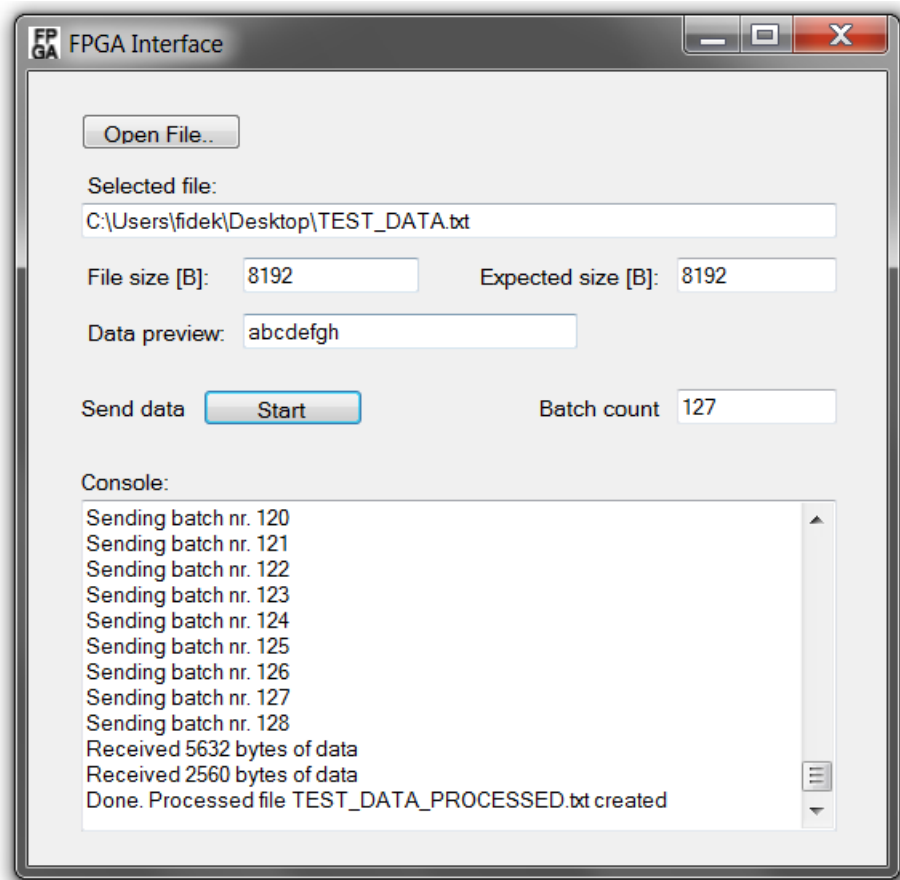 FP
GA FPGA Interface
Open File..
Selected file:
C:\Users\fidek\Desktop\TEST_DATA.txt
File size [B]: 8192 Expected size [B]: 8192
Data preview: abcdefgh
Send data Start Batch count 127
Console:
Sending batch nr. 120
Sending batch nr. 121
Sending batch nr. 122
Sending batch nr. 123
Sending batch nr. 124
Sending batch nr. 125
Sending batch nr. 126
Sending batch nr. 127
Sending batch nr. 128
Received 5632 bytes of data
Received 2560 bytes of data
Done. Processed file TEST_DATA_PROCESSED.txt created